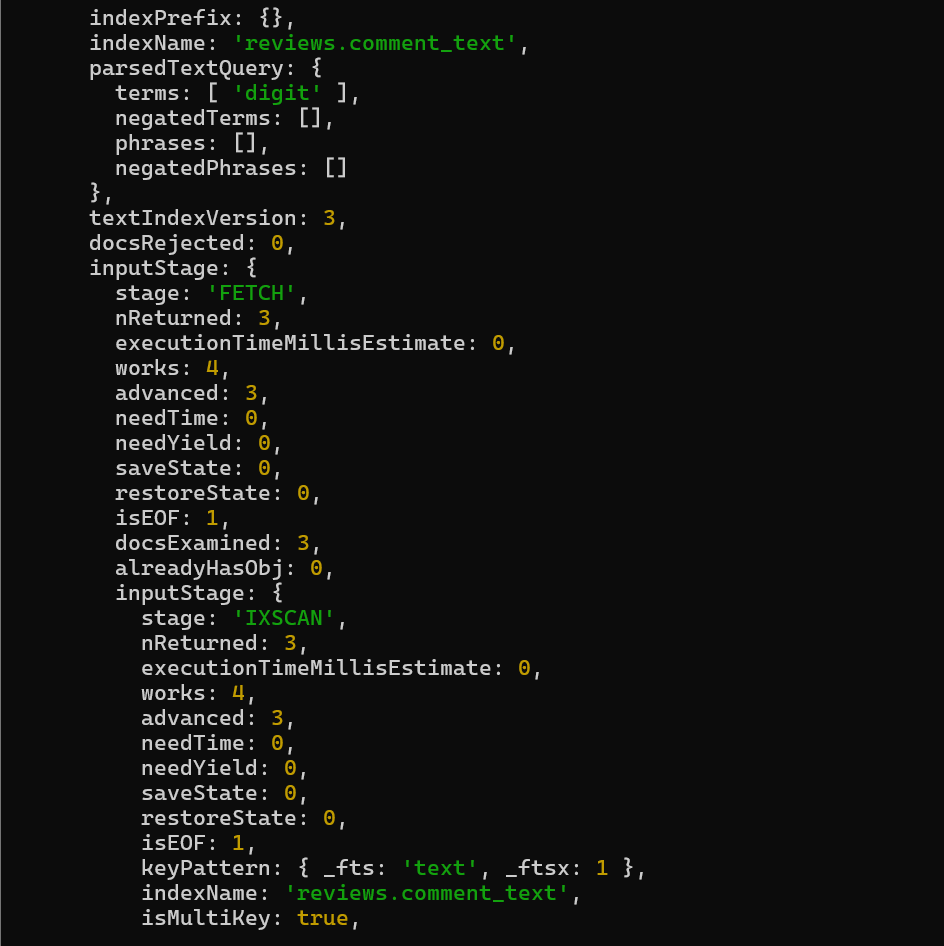 indexPrefix: {},
indexName: 'reviews.comment_text',
parsedTextQuery: {
terms: [ 'digit' ],
negatedTerms: [],
phrases: [],
negatedPhrases: []
},
textIndexVersion: 3,
docsRejected: 0,
inputStage: {
stage: 'FETCH',
nReturned: 3,
executionTimeMillisEstimate: 0,
works: 4,
advanced: 3,
needTime: 0,
needYield: 0,
saveState: 0,
restoreState: 0,
isEOF: 1,
docsExamined: 3,
alreadyHasObj: 0,
inputStage: {
stage: 'IXSCAN',
nReturned: 3,
executionTimeMillisEstimate: 0,
works: 4,
advanced: 3,
needTime: 0,
needYield: 0,
saveState: 0,
restoreState: 0,
isEOF: 1,
keyPattern: { _fts: 'text', _ftsx: 1 },
indexName: 'reviews.comment_text',
isMultiKey: true,